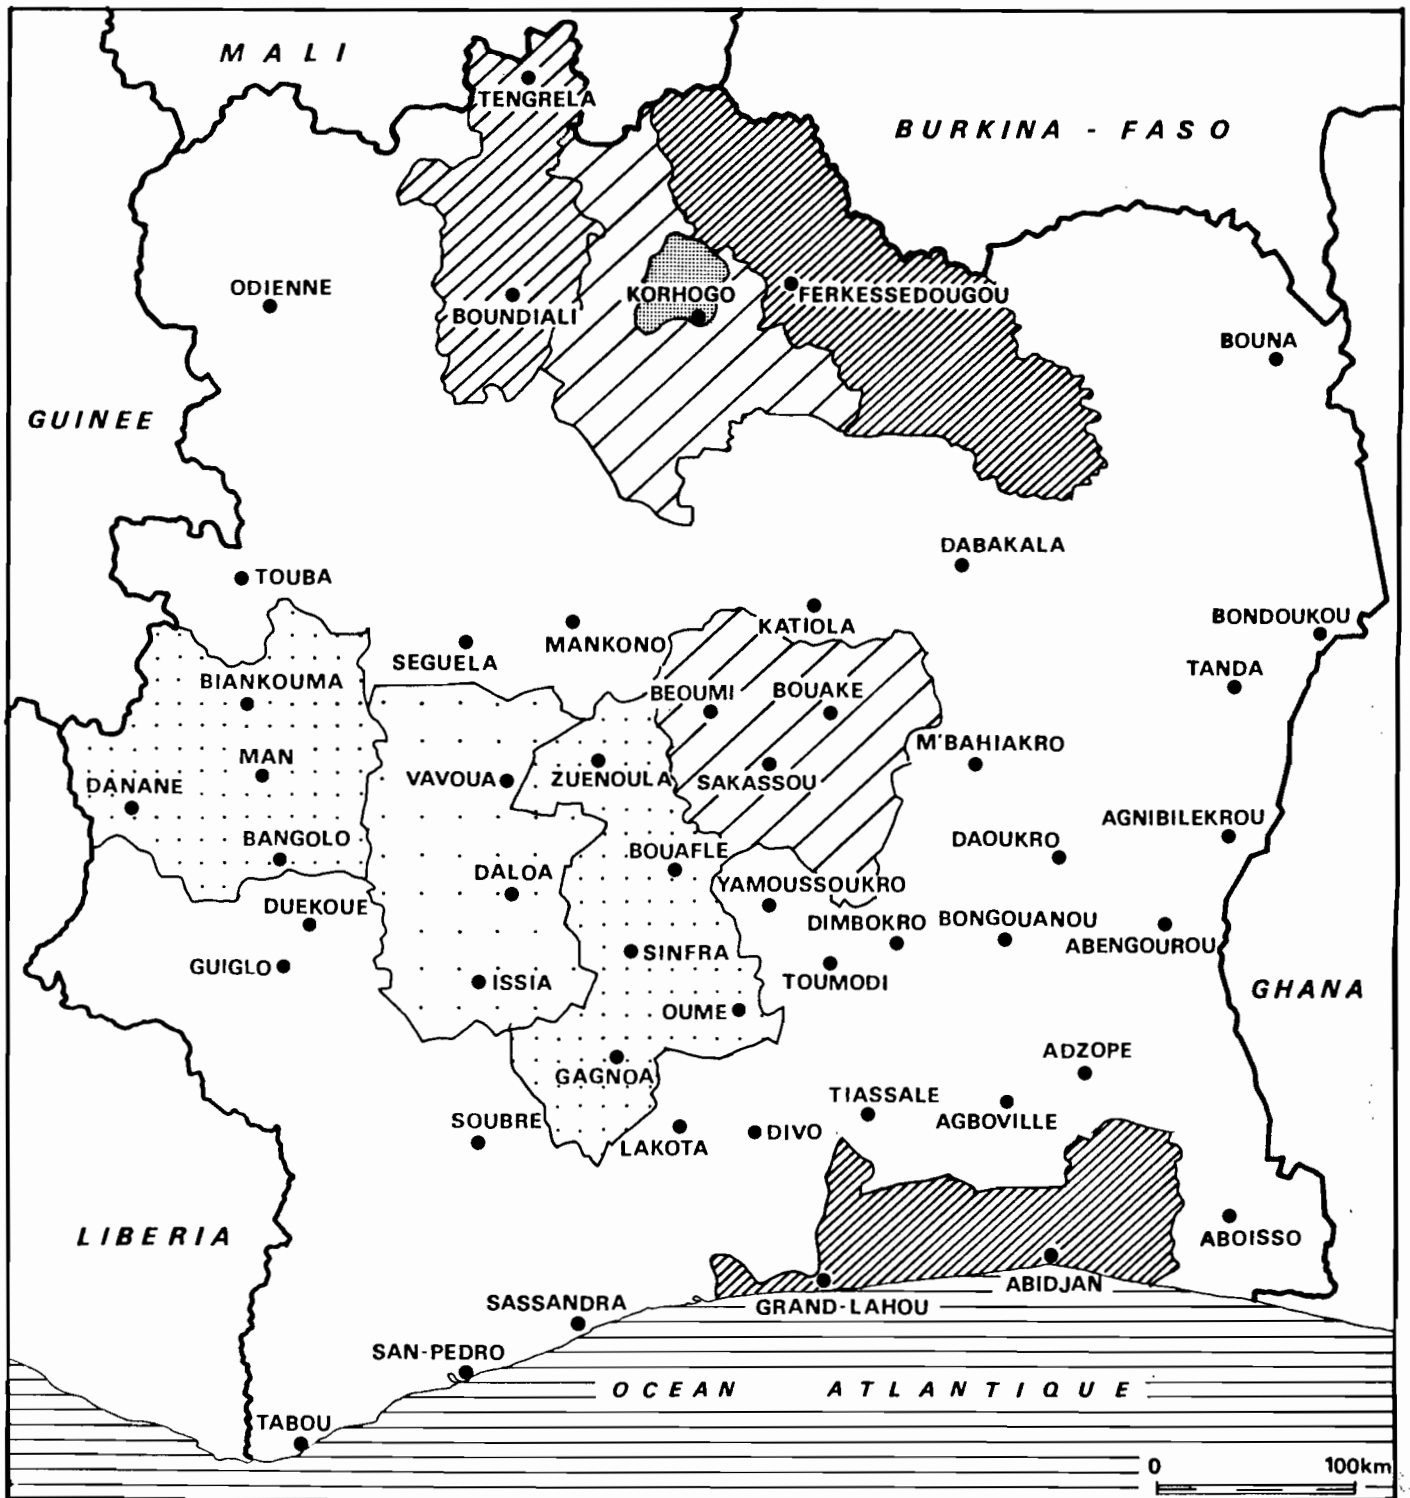 MALI
TENGRELA
BURKINA - FASO
ODIENNE
BOUNDIALI
KORHOGO
FERKESSEDOUGOU
BOUNA
GUINEE
DABAKALA
TOUBA
KATIOLA
BONDOUKOU
MANKONO
SEGUELA
TANDA
BIANKOUMA
BEOUMI
BOUAKE
M'BAHIAKRO
MAN
DANANE
VAVOUA
ZUENOULA
SAKASSOU
AGNIBILEKROU
BANGOLO
BOUAFLE
DAOUKRO
DALOA
YAMOUSSOUKRO
DUEKOUE
DIMBOKRO
BONGOUANOU
ABENGOUROU
GUIGLO
SINFRA
ISSIA
TOUMODI
GHANA
OUME
ADZOPE
GAGNOA
TIASSALE
SOUBRE
AGBOVILLE
LAKOTA
DIVO
LIBERIA
ABOISSO
ABIDJAN
SASSANDRA
GRAND-LAHOU
SAN-PEDRO
OCEAN ATLANTIQUE
TABOU
0 100km